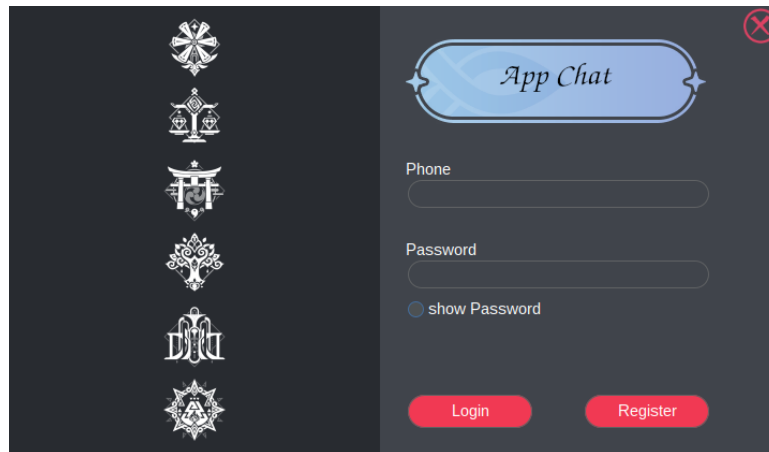 App Chat
Phone
Password
show Password
Login
Register